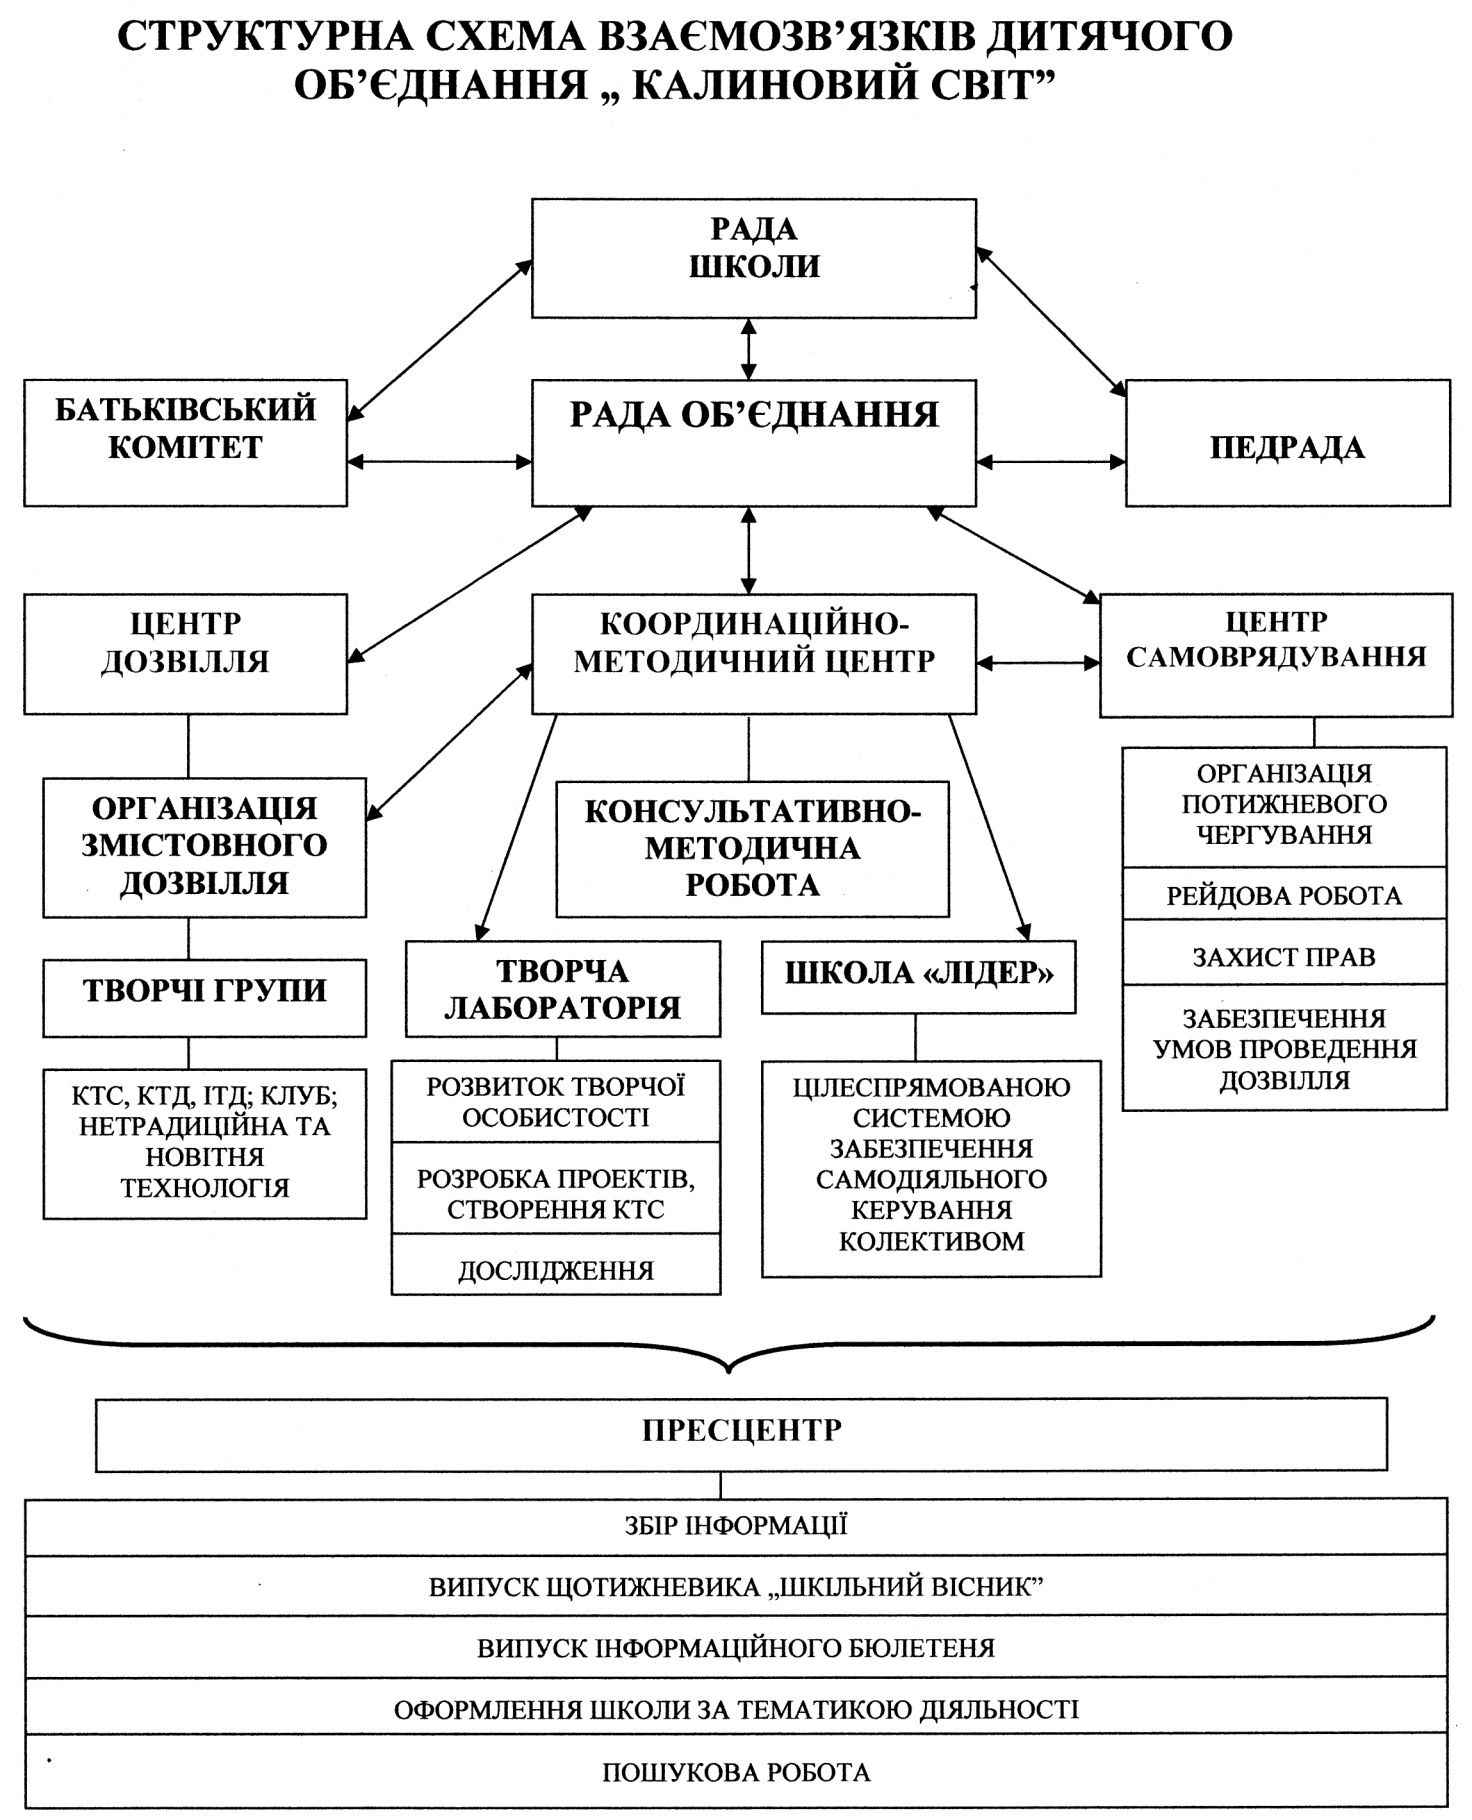 СТРУКТУРНА СХЕМА ВЗАЄМОЗВ’ЯЗКІВ ДИТЯЧОГО
ОБ’ЄДНАННЯ „ КАЛИНОВИЙ СВІТ”
РАДА
ШКОЛИ
БАТЬКІВСЬКИЙ
КОМІТЕТ
РАДА ОБ’ЄДНАННЯ
ПЕДРАДА
ЦЕНТР
ДОЗВІЛЛЯ
КООРДИНАЦІЙНО-
МЕТОДИЧНИЙ ЦЕНТР
ЦЕНТР
САМОВРЯДУВАННЯ
ОРГАНІЗАЦІЯ
ЗМІСТОВНОГО
ДОЗВІЛЛЯ
КОНСУЛЬТАТИВНО-
МЕТОДИЧНА
РОБОТА
ОРГАНІЗАЦІЯ
ПОТИЖНЕВОГО
ЧЕРГУВАННЯ
РЕЙДОВА РОБОТА
ЗАХИСТ ПРАВ
ЗАБЕЗПЕЧЕННЯ
УМОВ ПРОВЕДЕННЯ
ДОЗВІЛЛЯ
ТВОРЧІ ГРУПИ
ТВОРЧА
ЛАБОРАТОРІЯ
ШКОЛА «ЛІДЕР»
КТС, КТД, ІТД; КЛУБ;
НЕТРАДИЦІЙНА ТА
НОВІТНЯ
ТЕХНОЛОГІЯ
РОЗВИТОК ТВОРЧОЇ
ОСОБИСТОСТІ
РОЗРОБКА ПРОЕКТІВ,
СТВОРЕННЯ КТС
ДОСЛІДЖЕННЯ
ЦІЛЕСПРЯМОВАНОЮ
СИСТЕМОЮ
ЗАБЕЗПЕЧЕННЯ
САМОДІЯЛЬНОГО
КЕРУВАННЯ
КОЛЕКТИВОМ
ПРЕСЦЕНТР
ЗБІР ІНФОРМАЦІЇ
ВИПУСК ЩОТИЖНЕВИКА „ШКІЛЬНИЙ ВІСНИК”
ВИПУСК ІНФОРМАЦІЙНОГО БЮЛЕТЕНЯ
ОФОРМЛЕННЯ ШКОЛИ ЗА ТЕМАТИКОЮ ДІЯЛЬНОСТІ
ПОШУКОВА РОБОТА